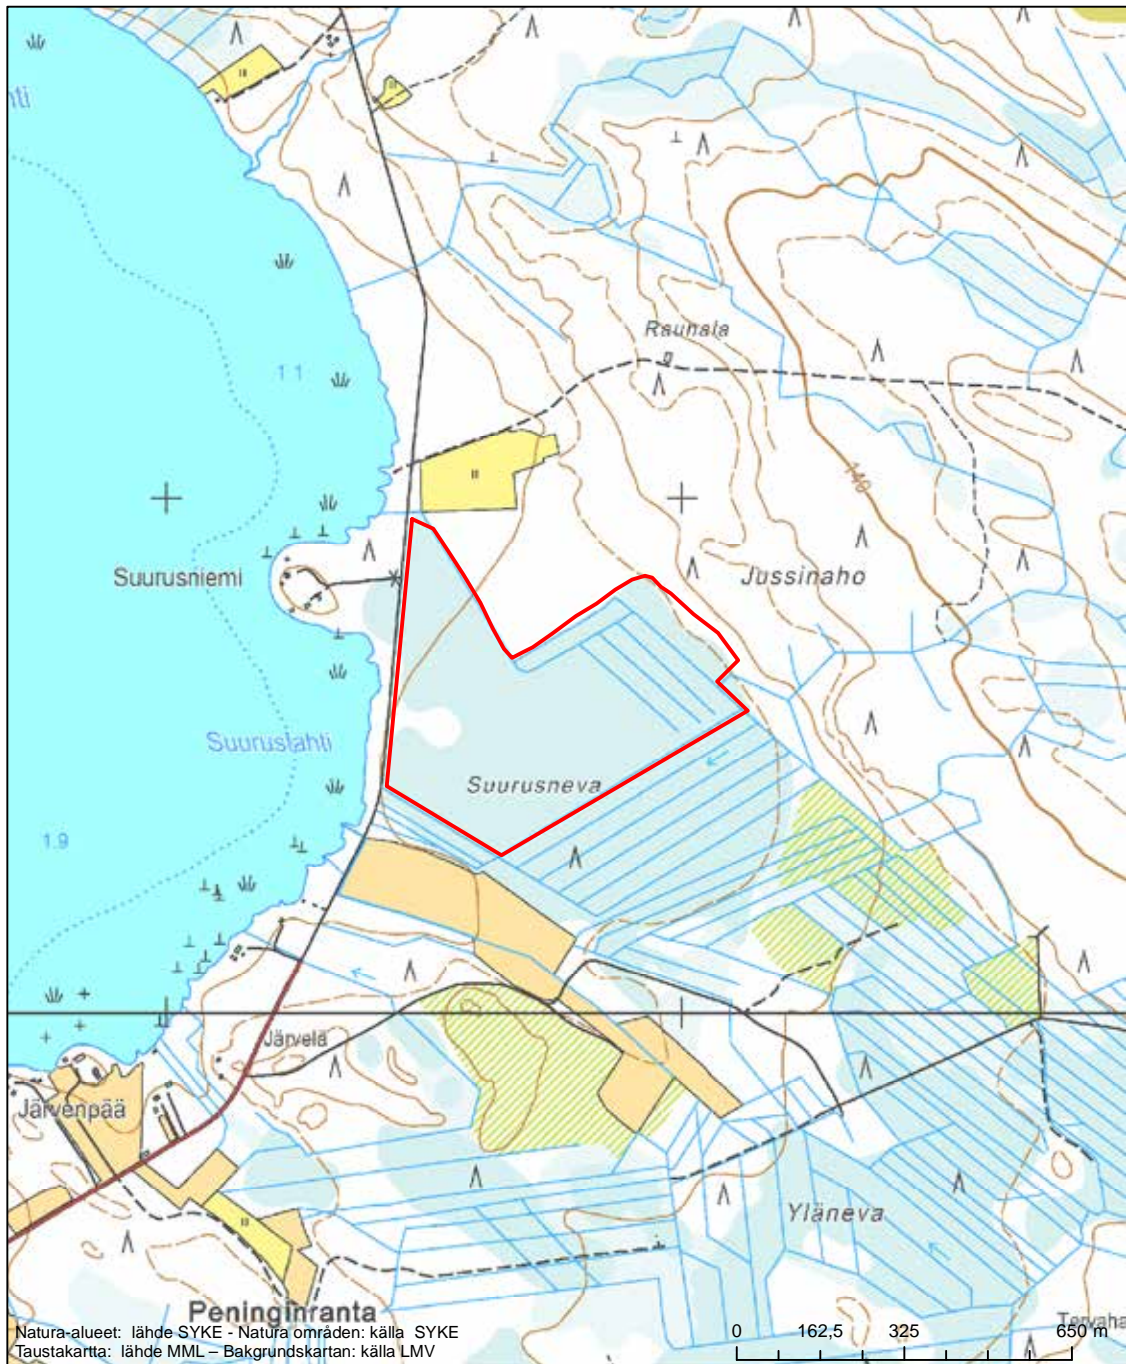 Raunala
1 1
140
Suurusniemi
Jussinaho
Suuruslahti
Suurusneva
1.9
Järvelä
Järvenpää
Yläneva
Peninginranta
Natura-alueet: lähde SYKE - Natura områden: källa SYKE
Taustakartta: lähde MML – Bakgrundskartan: källa LMV
0 162,5 325 650 m